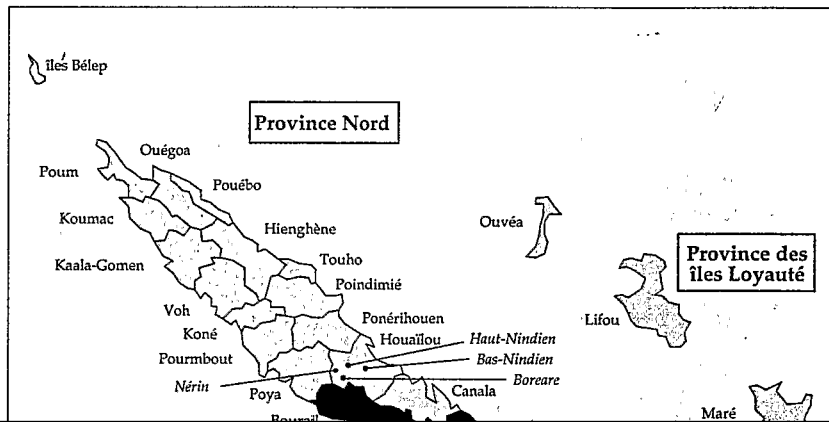 îles Bélep
Province Nord
Ouégoa
Poum
Pouébo
Koumac
Ouvéa
Hienghène
Kaala-Gomen
Touho
Province des
îles Loyauté
Poindimié
Voh
Ponérihouen
Lifou
Koné
Houaïlou
Haut-Nindien
Pourmbout
Bas-Nindien
Nérin
Boreare
Poya
Canala
Maré
Bourail